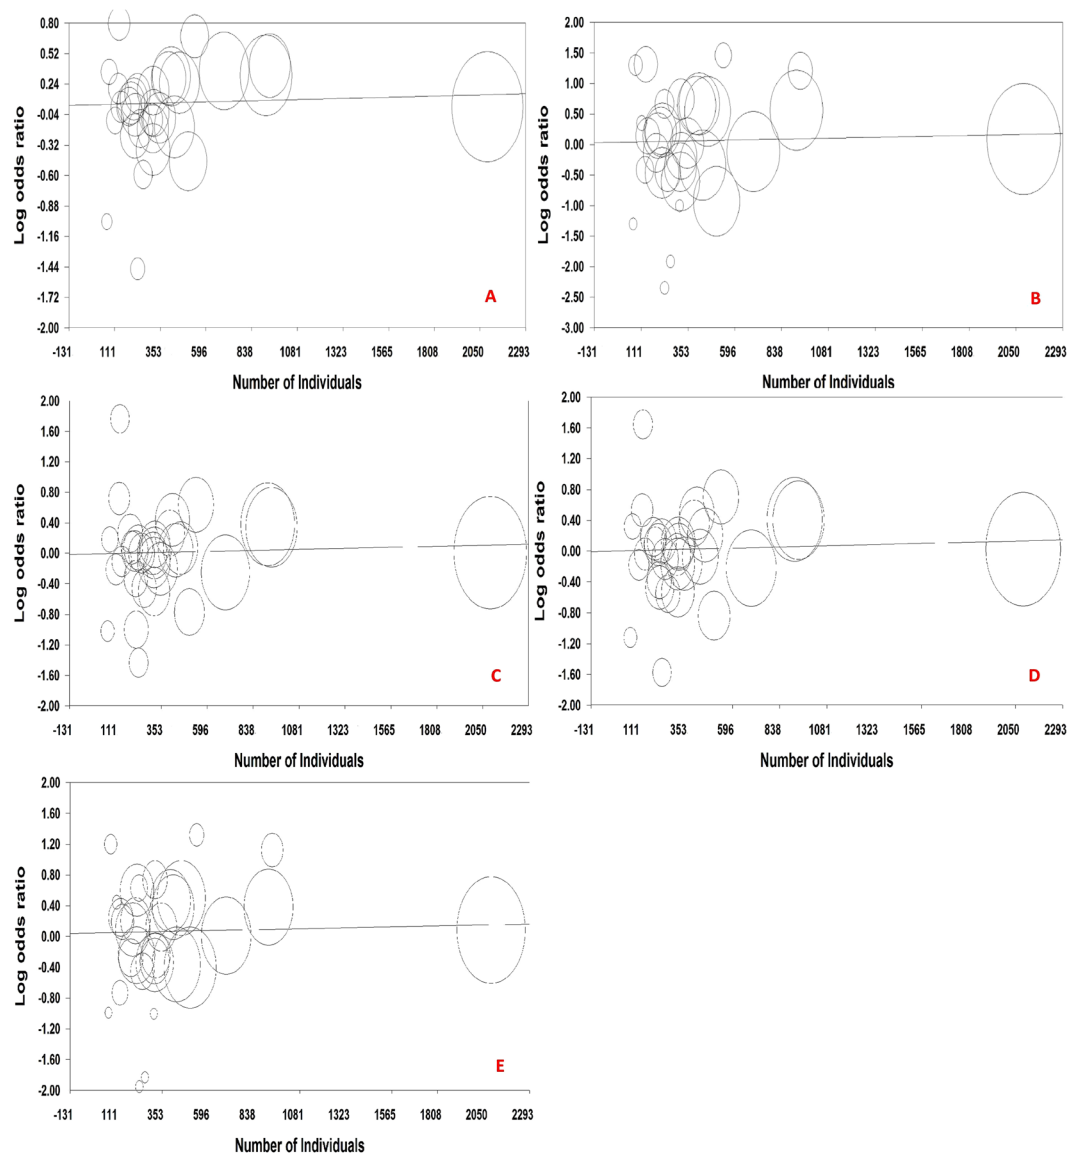 Log odds ratio
0.80
0.52
0.24
-0.04
-0.32
-0.60
-0.88
-1.16
-1.44
-1.72
-2.00
A
-131 111 353 596 838 1081 1323 1565 1808 2050 2293
Number of Individuals
Log odds ratio
2.00
1.50
1.00
0.50
0.00
-0.50
-1.00
-1.50
-2.00
-2.50
-3.00
B
-131 111 353 596 838 1081 1323 1565 1808 2050 2293
Number of Individuals
Log odds ratio
2.00
1.60
1.20
0.80
0.40
0.00
-0.40
-0.80
-1.20
-1.60
-2.00
C
-131 111 353 596 838 1081 1323 1565 1808 2050 2293
Number of Individuals
Log odds ratio
2.00
1.60
1.20
0.80
0.40
0.00
-0.40
-0.80
-1.20
-1.60
-2.00
D
-131 111 353 596 838 1081 1323 1565 1808 2050 2293
Number of Individuals
Log odds ratio
2.00
1.60
1.20
0.80
0.40
0.00
-0.40
-0.80
-1.20
-1.60
-2.00
E
-131 111 353 596 838 1081 1323 1565 1808 2050 2293
Number of Individuals